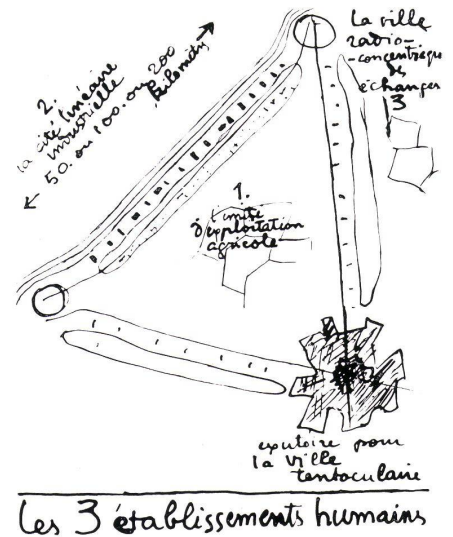 2.
la cité linéaire
industrielle
50. ou 100. ou 200
kilomètres
La ville
radio-
-concentrique
des
échanges
3
1.
l'unité
d'exploitation
agricole
exutoire pour
la ville
tentaculaire
Les 3 établissements humains